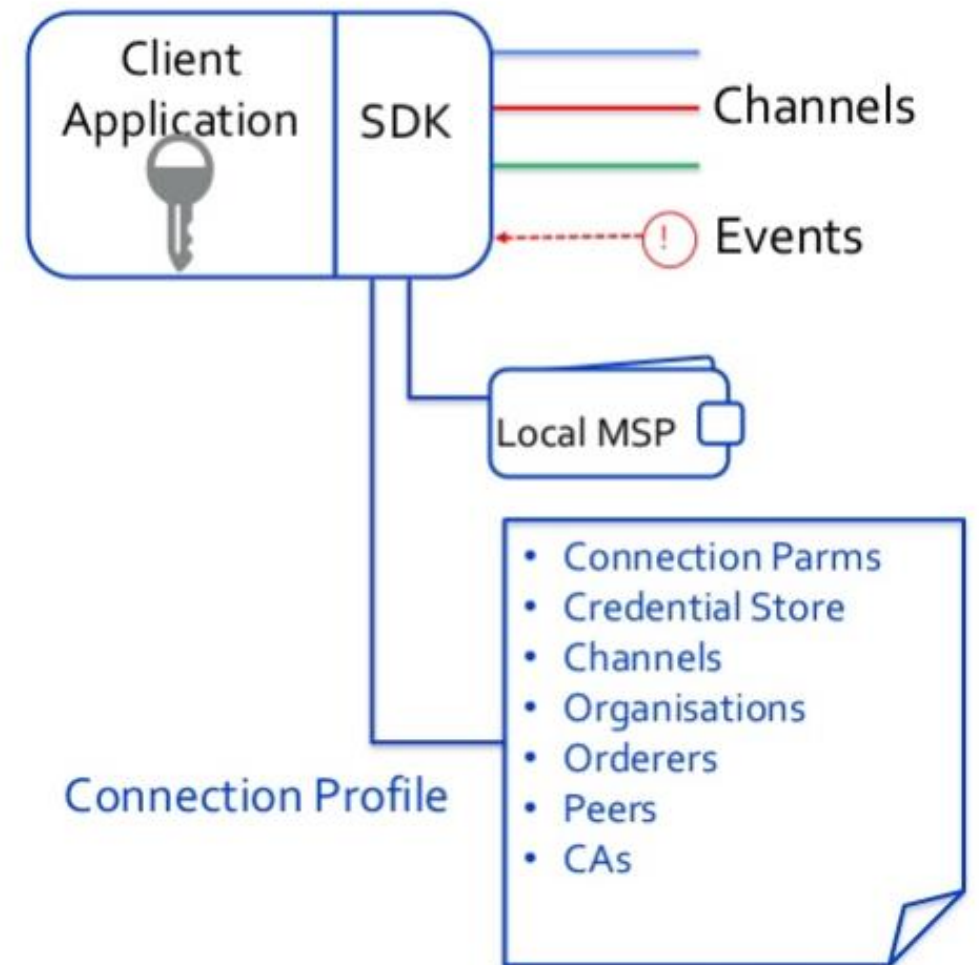 Client
Application
SDK
Channels
!
Events
Local MSP
• Connection Parms
• Credential Store
• Channels
• Organisations
• Orderers
• Peers
• CAs
Connection Profile